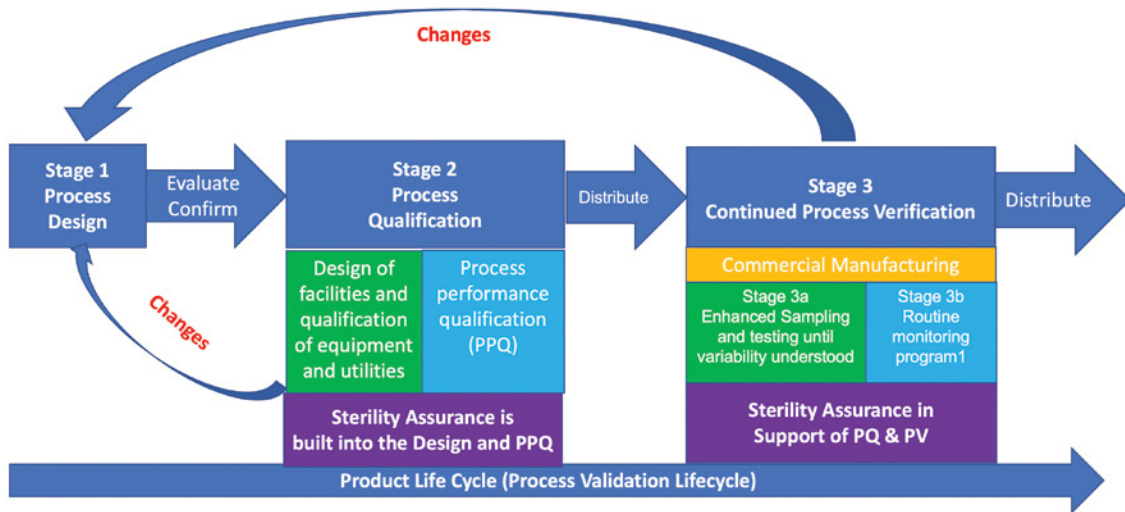 Changes
Stage 1
Process
Design
Evaluate
Confirm
Stage 2
Process
Qualification
Distribute
Stage 3
Continued Process Verification
Distribute
Design of
facilities and
qualification
of equipment
and utilities
Process
performance
qualification
(PPQ)
Commercial Manufacturing
Stage 3a
Enhanced Sampling
and testing until
variability understood
Stage 3b
Routine
monitoring
program1
Changes
Sterility Assurance is
built into the Design and PPQ
Sterility Assurance in
Support of PQ & PV
Product Life Cycle (Process Validation Lifecycle)